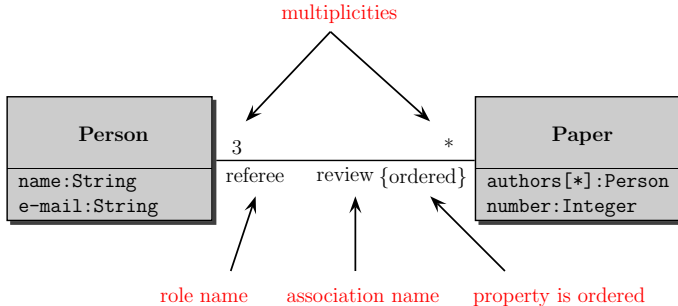 multiplicities
Person
name:String
e-mail:String
3
*
referee
review
{ordered}
Paper
authors[*]:Person
number:Integer
role name
association name
property is ordered